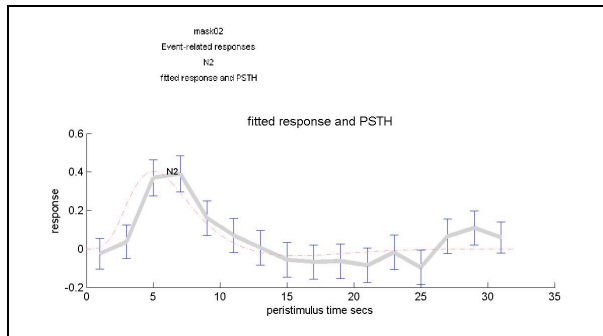 mask02
Event-related responses
N2
fitted response and PSTH
fitted response and PSTH
0.6
0.4
0.2
0
-0.2
response
N2
0 5 10 15 20 25 30 35
peristimulus time secs